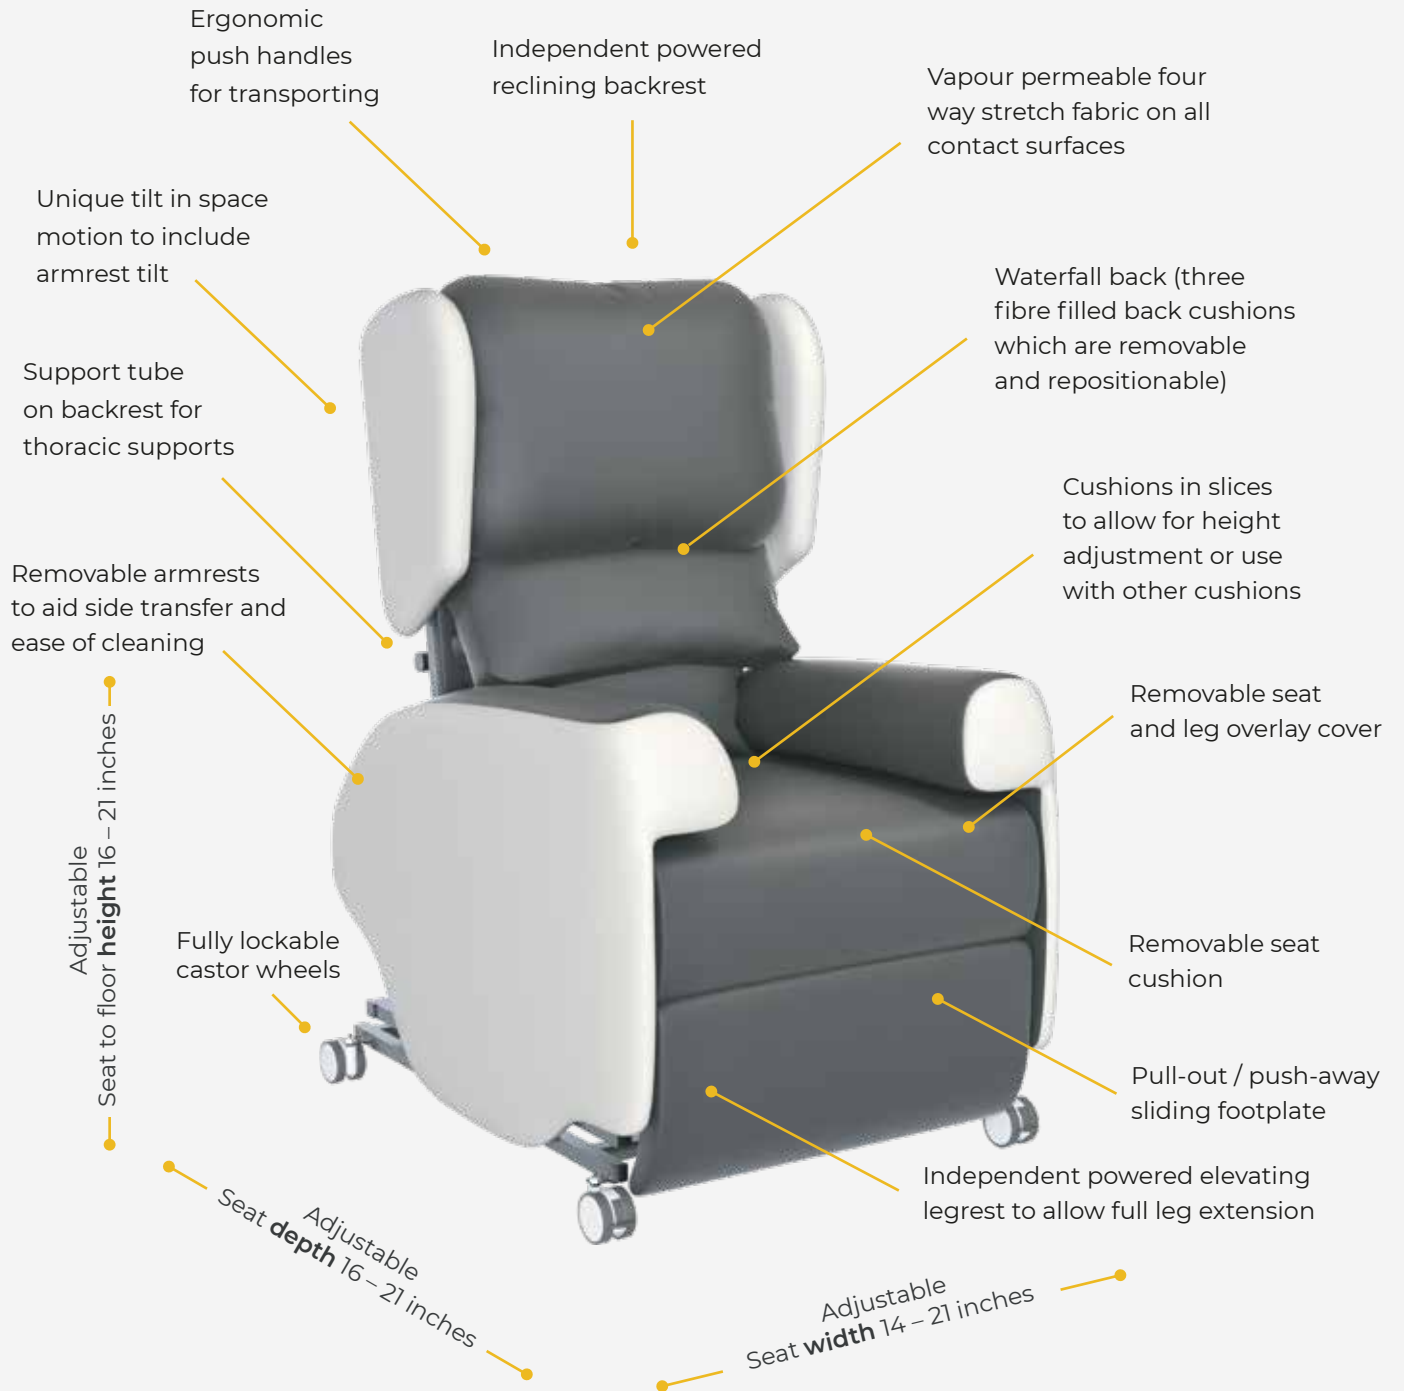 Ergonomic
push handles
for transporting
Independent powered
reclining backrest
Vapour permeable four
way stretch fabric on all
contact surfaces
Unique tilt in space
motion to include
armrest tilt
Waterfall back (three
fibre filled back cushions
which are removable
and repositionable)
Support tube
on backrest for
thoracic supports
Cushions in slices
to allow for height
adjustment or use
with other cushions
Removable armrests
to aid side transfer and
ease of cleaning
Removable seat
and leg overlay cover
Adjustable
Seat to floor height 16 – 21 inches
Fully lockable
castor wheels
Removable seat
cushion
Pull-out / push-away
sliding footplate
Independent powered elevating
legrest to allow full leg extension
Adjustable
Seat depth 16 – 21 inches
Adjustable
Seat width 14 – 21 inches